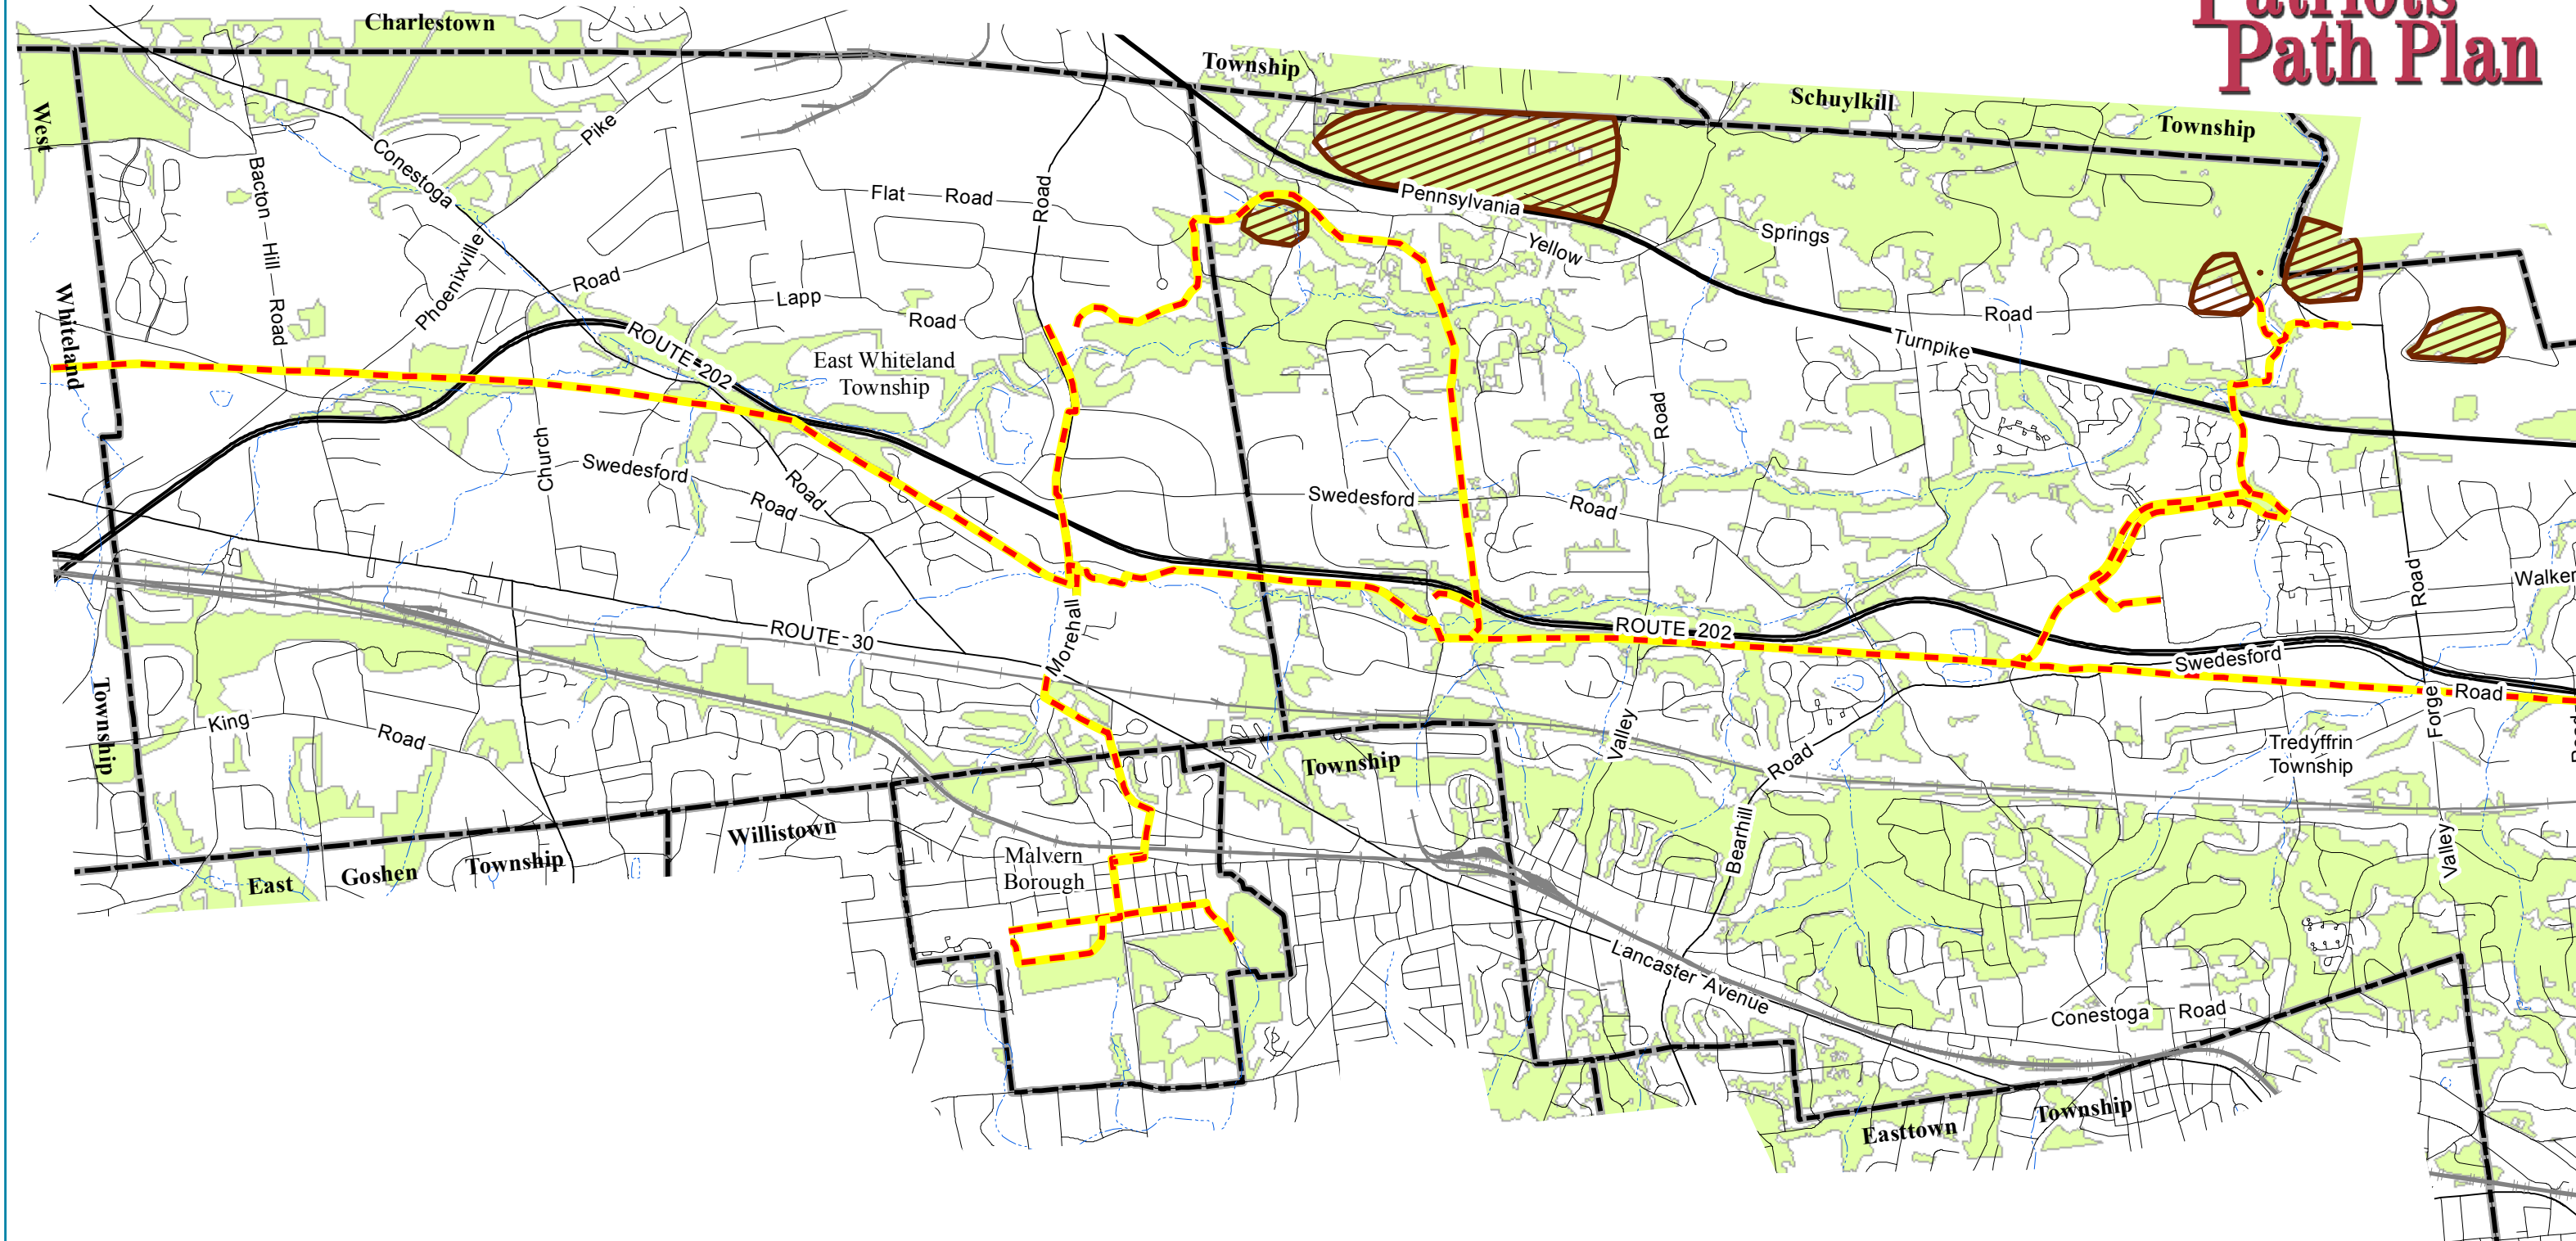 Patriots
Path Plan
Charlestown
Township
Schuylkill
Township
West
Whiteland
Township
Bacton Hill Road
Conestoga
Road
Phoenixville
Pike
Flat Road
Road
Road
Lapp
Road
ROUTE 202
East Whiteland
Township
Church
Swedesford
Road
Pennsylvania
Turnpike
Yellow
Springs
Road
Road
Valley
Swedesford
Road
ROUTE 30
Morehall
ROUTE 202
Swedesford
Road
Walker
Road
Forge
Valley
King
Road
Township
Tredyffrin
Township
Road
Bearhill
East
Goshen
Township
Willistown
Malvern
Borough
Lancaster Avenue
Conestoga Road
Easttown
Township